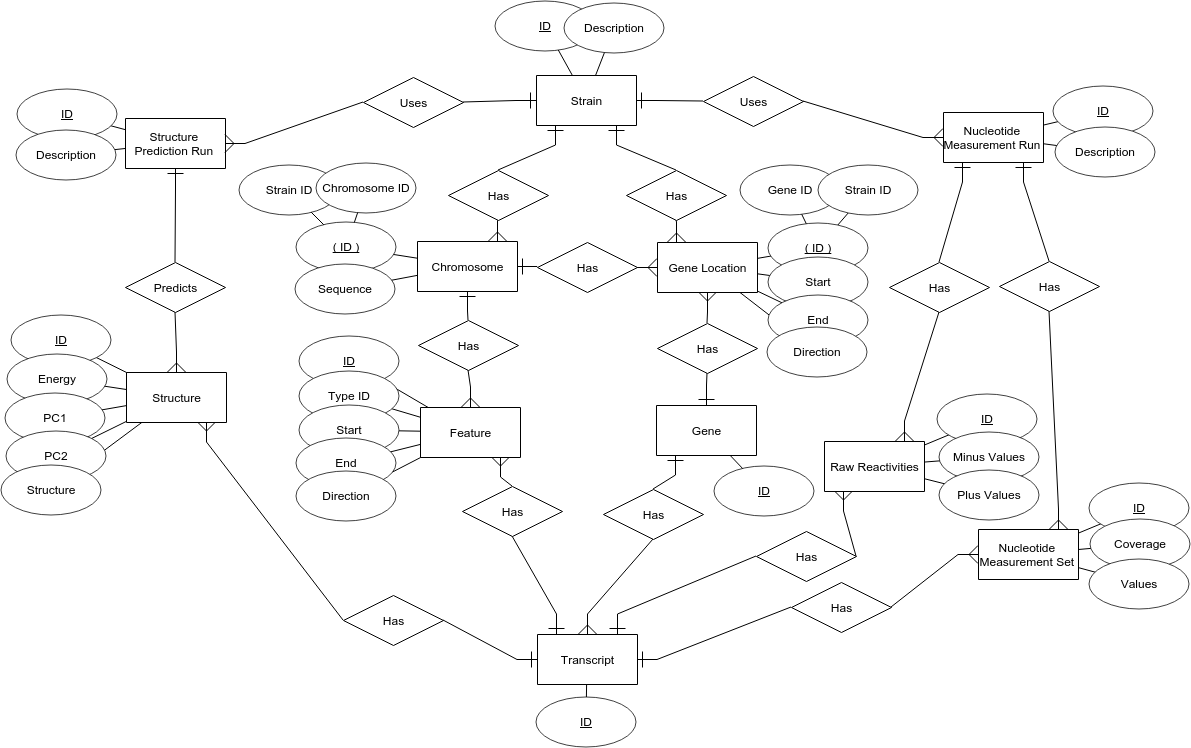 ID
Description
Uses
Strain
Uses
ID
Description
Structure
Prediction Run
Nucleotide
Measurement Run
ID
Description
Strain ID
Chromosome ID
Has
Has
Gene ID
Strain ID
( ID )
Sequence
Chromosome
Has
Gene Location
( ID )
Start
End
Direction
Predicts
Has
Has
ID
Energy
PC1
PC2
Structure
Structure
Has
Has
ID
Type ID
Start
End
Direction
Feature
Gene
ID
Raw Reactivities
ID
Minus Values
Plus Values
Has
Has
Has
Nucleotide
Measurement Set
ID
Coverage
Values
Has
Has
Transcript
ID